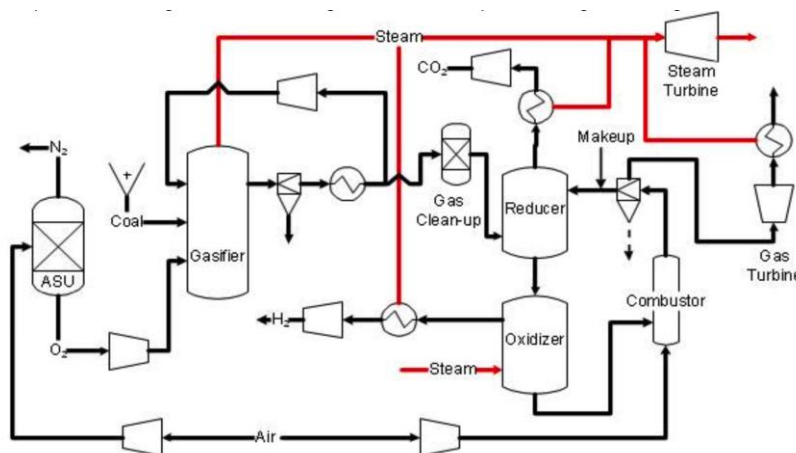 Steam
CO₂
Steam
Turbine
N₂
Makeup
Coal
Gas
Clean-up
Reducer
Gasifier
ASU
Gas
Turbine
Combustor
H₂
Oxidizer
O₂
Steam
Air